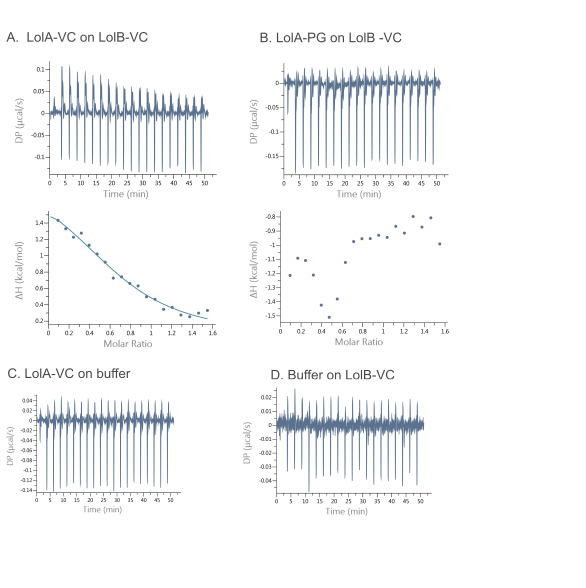 A. LolA-VC on LolB-VC
B. LolA-PG on LolB -VC
0.1
0.05
0
-0.05
-0.1
DP (µcal/s)
0 5 10 15 20 25 30 35 40 45 50
Time (min)
0
-0.05
-0.1
-0.15
DP (µcal/s)
0 5 10 15 20 25 30 35 40 45 50
Time (min)
1.4
1.2
1
0.8
0.6
0.4
0.2
ΔH (kcal/mol)
0 0.2 0.4 0.6 0.8 1 1.2 1.4 1.6
Molar Ratio
-0.8
-0.9
-1
-1.1
-1.2
-1.3
-1.4
-1.5
ΔH (kcal/mol)
0 0.2 0.4 0.6 0.8 1 1.2 1.4 1.6
Molar Ratio
C. LolA-VC on buffer
D. Buffer on LolB-VC
0.04
0.02
0
-0.02
-0.04
-0.06
-0.08
-0.1
-0.12
-0.14
DP (µcal/s)
0 5 10 15 20 25 30 35 40 45 50
Time (min)
0.02
0.01
0
-0.01
-0.02
-0.03
-0.04
DP (µcal/s)
0 5 10 15 20 25 30 35 40 45 50
Time (min)